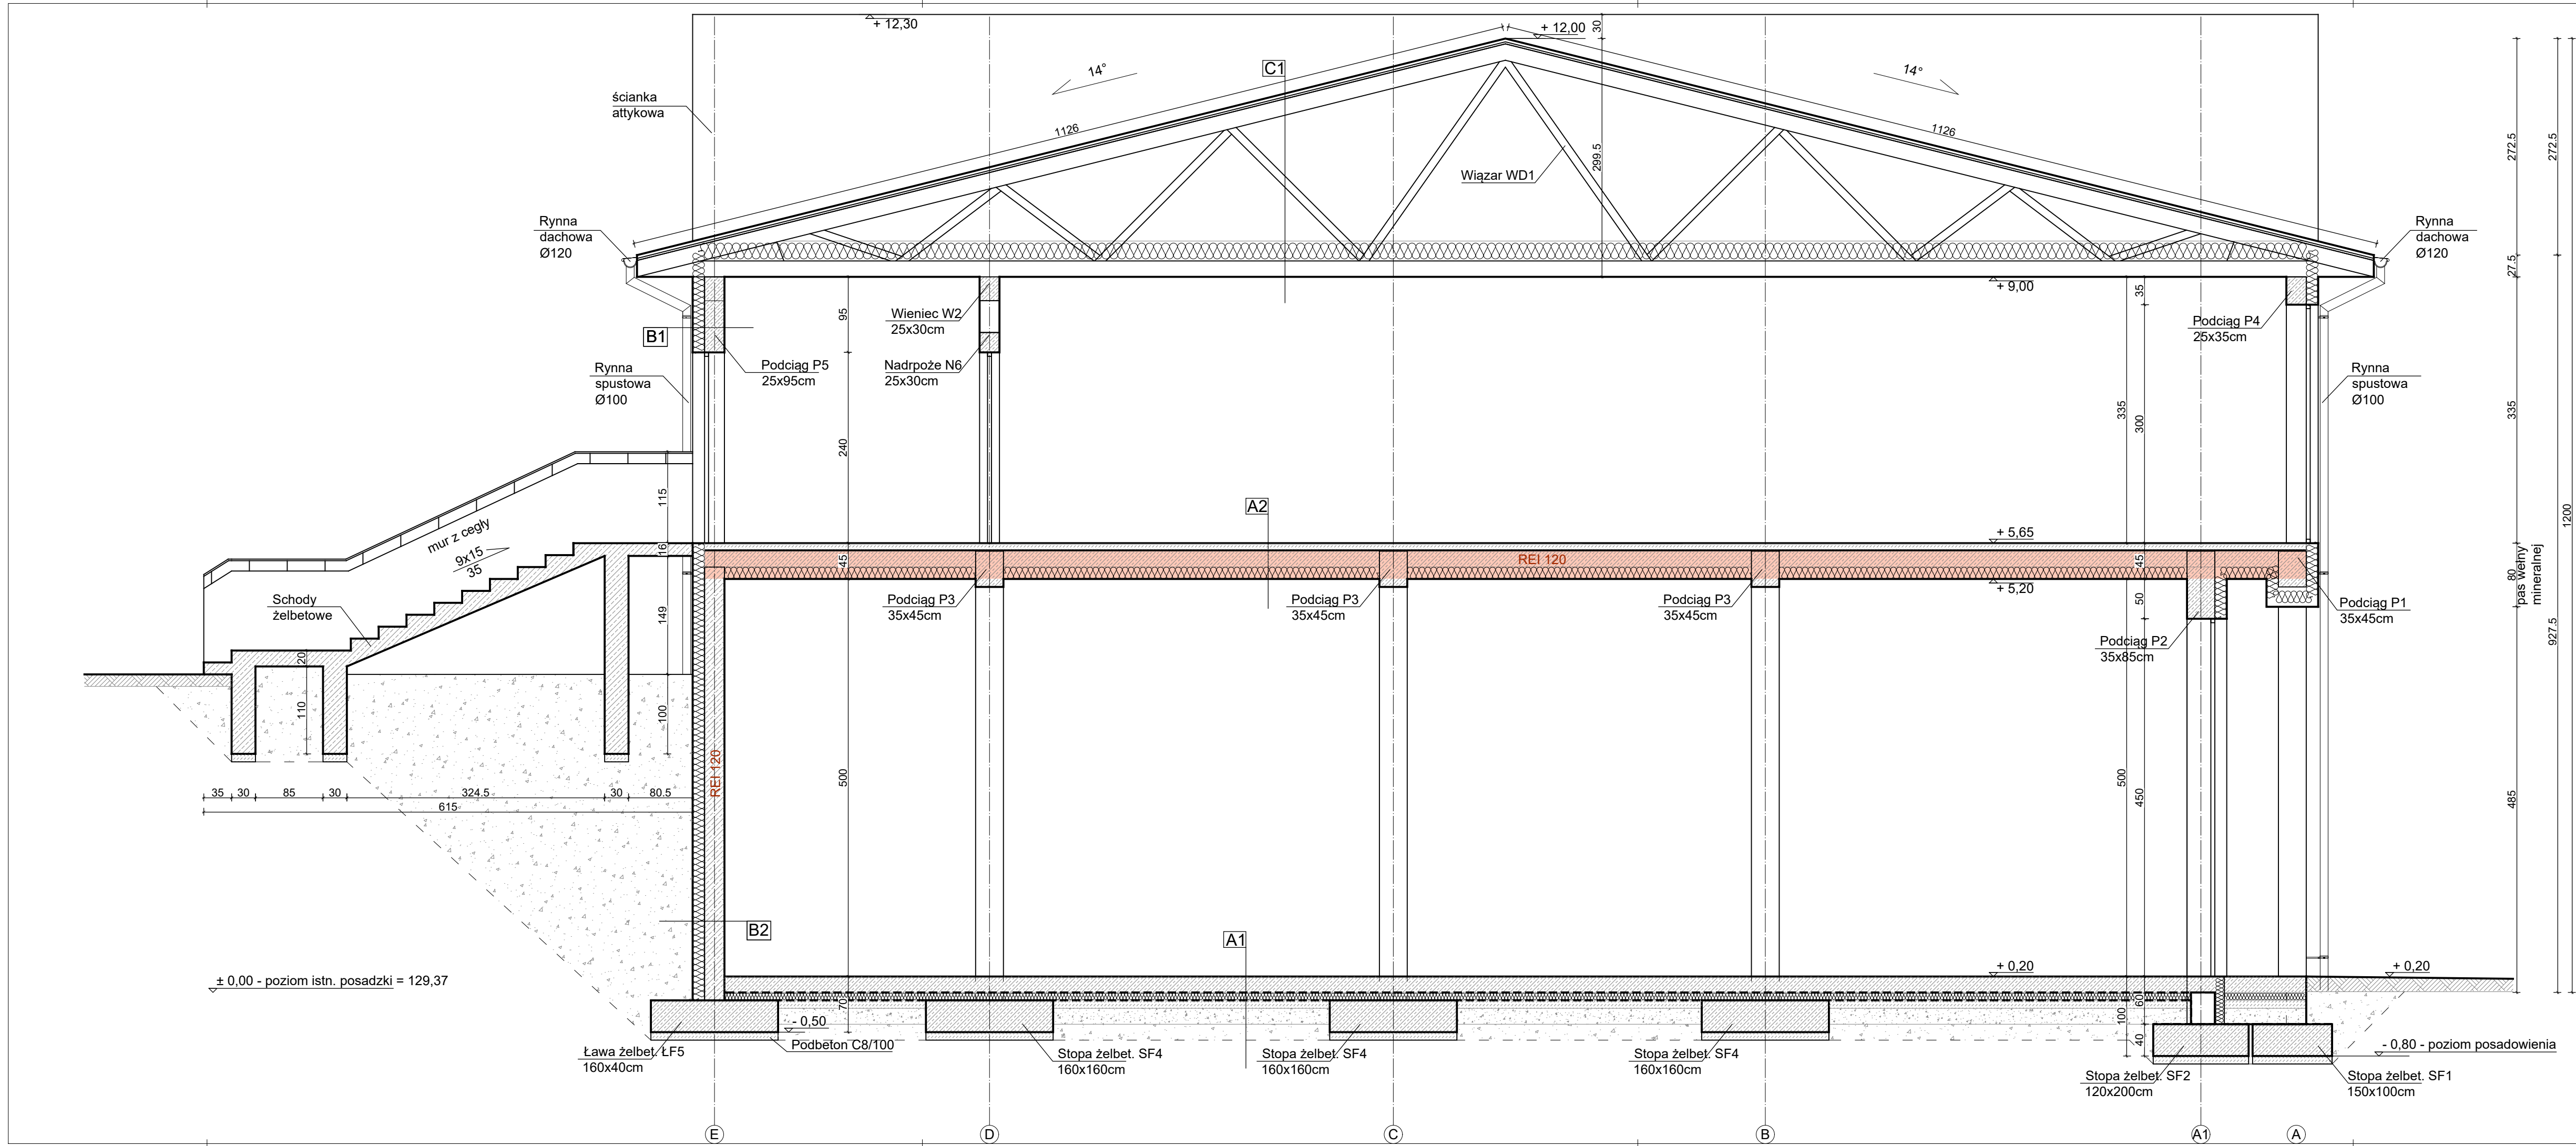 + 12,30
+ 12,00
30
C1
14°
14°
ścianka
attykowa
1126
1126
299.5
Wiązar WD1
272.5
272.5
Rynna
dachowa
Ø120
Rynna
dachowa
Ø120
27.5
+ 9,00
35
95
Wieniec W2
25x30cm
B1
Podciąg P4
25x35cm
Podciąg P5
25x95cm
Nadrpoże N6
25x30cm
Rynna
spustowa
Ø100
Rynna
spustowa
Ø100
240
335
300
335
115
A2
1200
mur z cegły
9x15
35
16
+ 5,65
45
REI 120
45
+ 5,20
80
pas wełny
mineralnej
Schody
żelbetowe
149
Podciąg P3
35x45cm
Podciąg P3
35x45cm
Podciąg P3
35x45cm
50
Podciąg P1
35x45cm
Podciąg P2
35x85cm
927.5
20
110
100
REI 120
500
500
450
485
35
30
85
30
324.5
30
80.5
615
B2
A1
± 0,00 - poziom istn. posadzki = 129,37
+ 0,20
+ 0,20
70
60
100
40
- 0,50
Podbeton C8/100
Ława żelbet. ŁF5
160x40cm
Stopa żelbet. SF4
160x160cm
Stopa żelbet. SF4
160x160cm
Stopa żelbet. SF4
160x160cm
- 0,80 - poziom posadowienia
Stopa żelbet. SF2
120x200cm
Stopa żelbet. SF1
150x100cm
E
D
C
B
A1
A